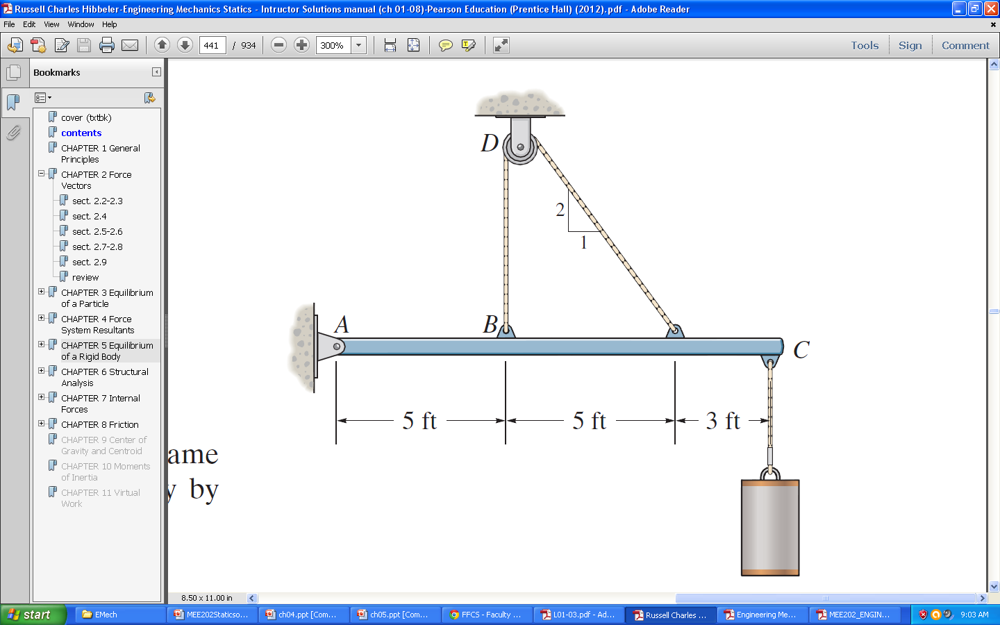 Russell Charles Hibbeler-Engineering Mechanics Statics - Intructor Solutions manual (ch 01-08)-Pearson Education (Prentice Hall) (2012).pdf - Adobe Reader
File Edit View Window Help
441 / 934 300% Tools Sign Comment
Bookmarks
cover (txtbk)
contents
CHAPTER 1 General
Principles
CHAPTER 2 Force
Vectors
sect. 2.2-2.3
sect. 2.4
sect. 2.5-2.6
sect. 2.7-2.8
sect. 2.9
review
CHAPTER 3 Equilibrium
of a Particle
CHAPTER 4 Force
System Resultants
CHAPTER 5 Equilibrium
of a Rigid Body
CHAPTER 6 Structural
Analysis
CHAPTER 7 Internal
Forces
CHAPTER 8 Friction
CHAPTER 9 Center of
Gravity and Centroid
CHAPTER 10 Moments
of Inertia
CHAPTER 11 Virtual
Work
D
2
1
A
B
C
5 ft 5 ft 3 ft
ame
y by
8.50 x 11.00 in
start EMech MEE202Staticso... ch04.ppt [Com... ch05.ppt [Com... FFCS - Faculty ... L01-03.pdf - Ad... Russell Charles ... Engineering Me... MEE202_ENGIN... 9:03 AM